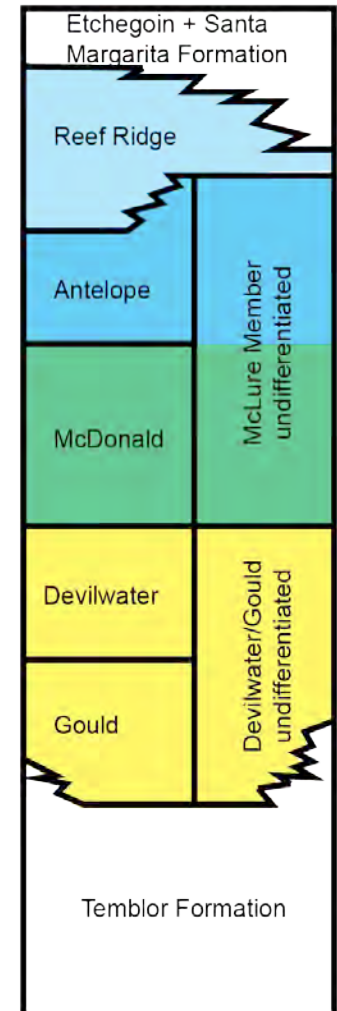 Etchegoin + Santa
Margarita Formation
Reef Ridge
Antelope
McLure Member
undifferentiated
McDonald
Devilwater
Devilwater/Gould
undifferentiated
Gould
Temblor Formation